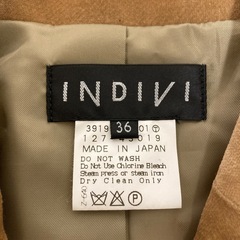 INDIVI
36
MADE IN JAPAN
DO NOT WASH
Do Not Use Chlorine Bleach
Steam press or steam iron
Dry Clean Only